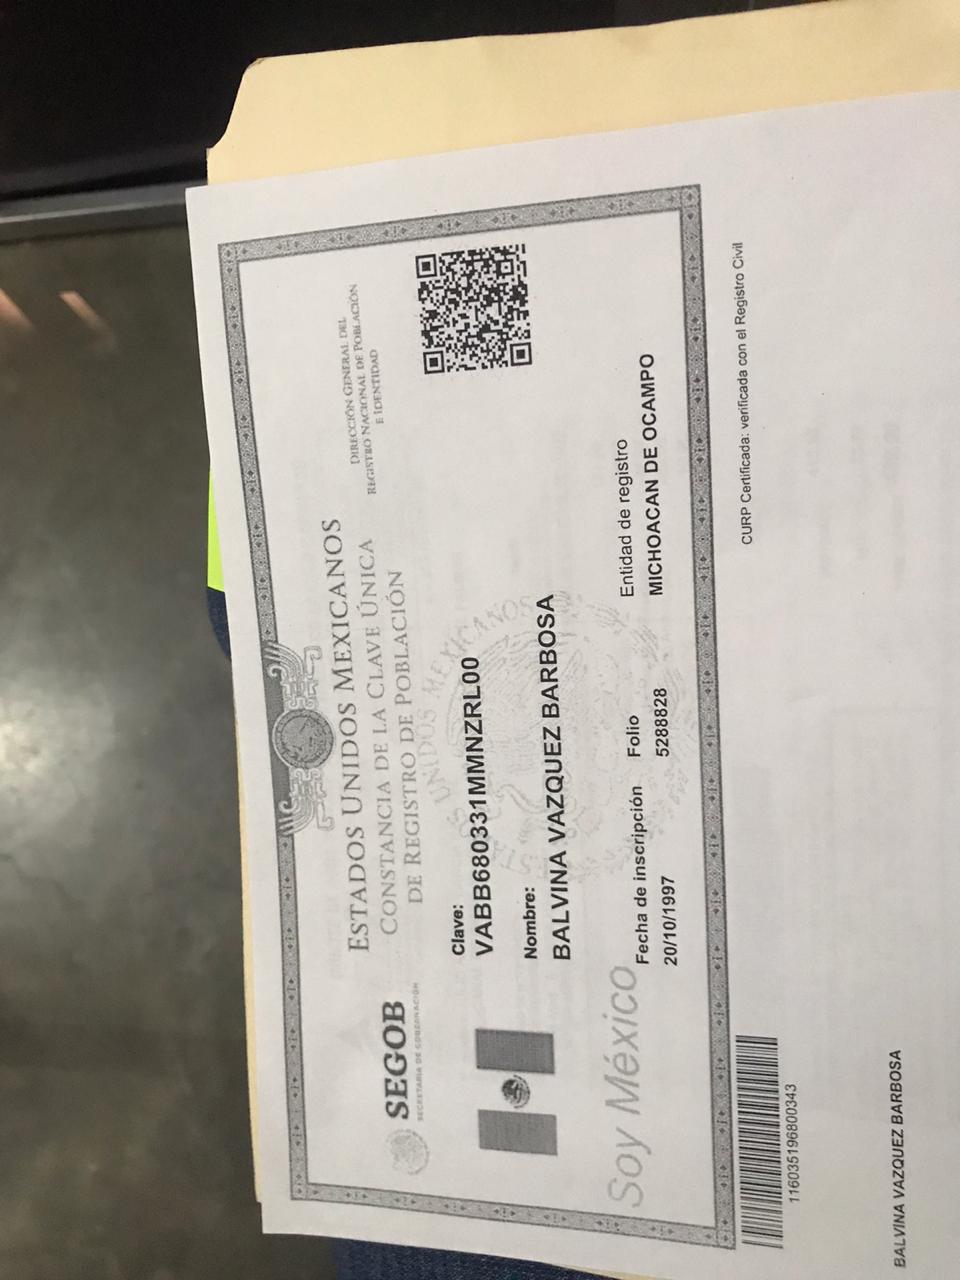 ESTADOS UNIDOS MEXICANOS
CONSTANCIA DE LA CLAVE ÚNICA
DE REGISTRO DE POBLACIÓN
DIRECCIÓN GENERAL DEL
REGISTRO NACIONAL DE POBLACIÓN
E IDENTIDAD
SEGOB
SECRETARÍA DE GOBERNACIÓN
Clave:
VABB680331MMNZRL00
Nombre:
BALVINA VAZQUEZ BARBOSA
Soy México
Fecha de inscripción Folio Entidad de registro
20/10/1997 5288828 MICHOACAN DE OCAMPO
UNIDOS MEXICANOS
116035196800343
CURP Certificada: verificada con el Registro Civil
BALVINA VAZQUEZ BARBOSA